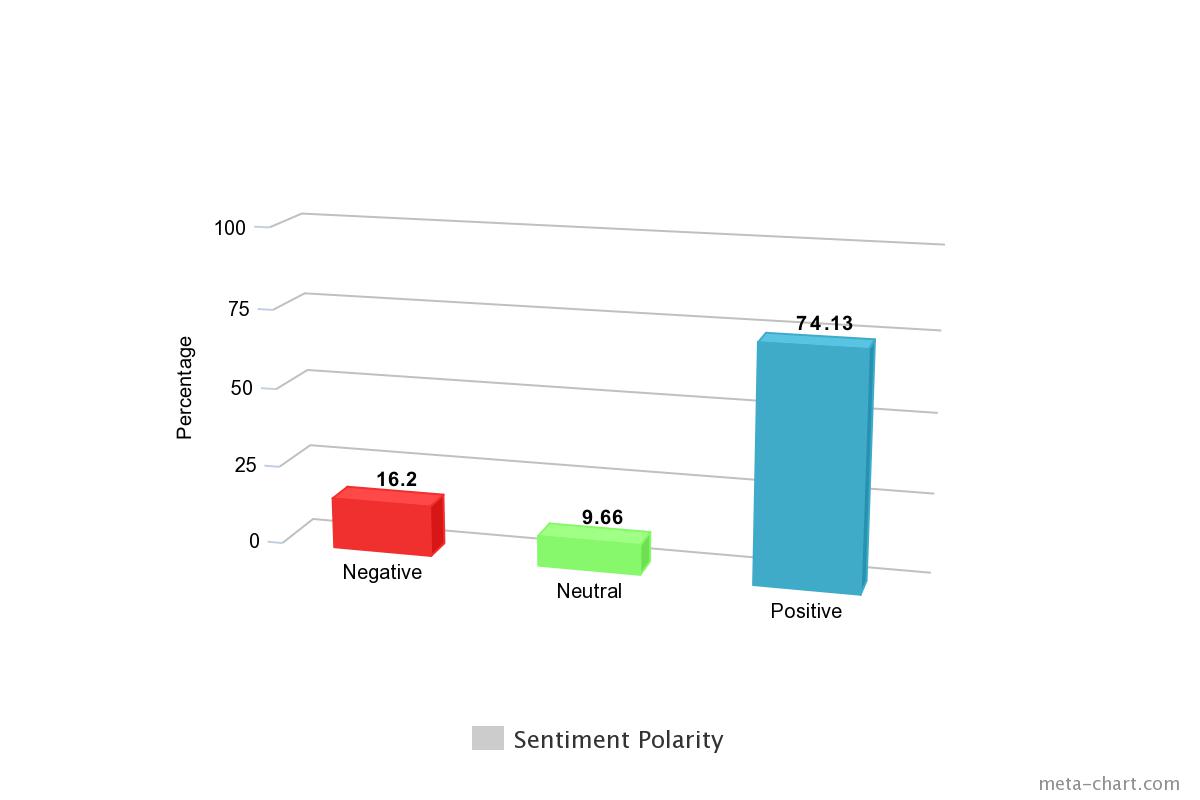 100
75
50
25
0
Percentage
16.2
9.66
74.13
Negative
Neutral
Positive
Sentiment Polarity
meta-chart.com